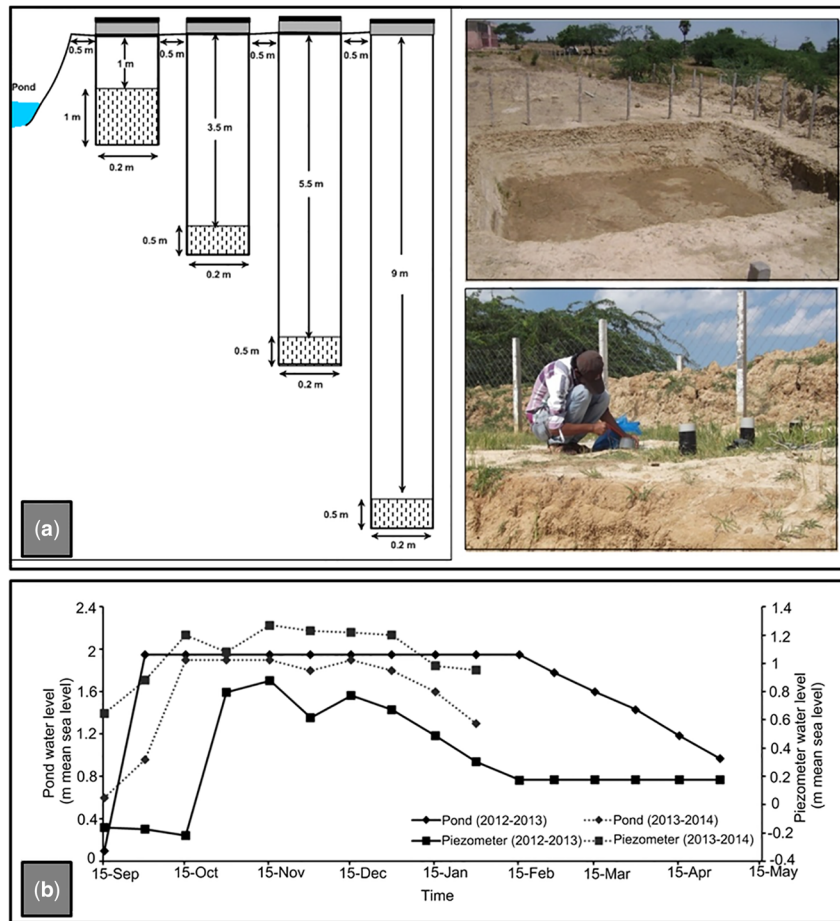 0.5 m
0.5 m
0.5 m
0.5 m
1 m
Pond
1 m
0.2 m
3.5 m
0.5 m
0.2 m
5.5 m
0.5 m
0.2 m
9 m
0.5 m
0.2 m
(a)
2.4
2
1.6
1.2
0.8
0.4
0
Pond water level
(m mean sea level)
1.4
1.2
1
0.8
0.6
0.4
0.2
0
-0.2
-0.4
Piezometer water level
(m mean sea level)
Pond (2012-2013)
Pond (2013-2014)
Piezometer (2012-2013)
Piezometer (2013-2014)
15-Sep
15-Oct
15-Nov
15-Dec
15-Jan
15-Feb
15-Mar
15-Apr
15-May
Time
(b)